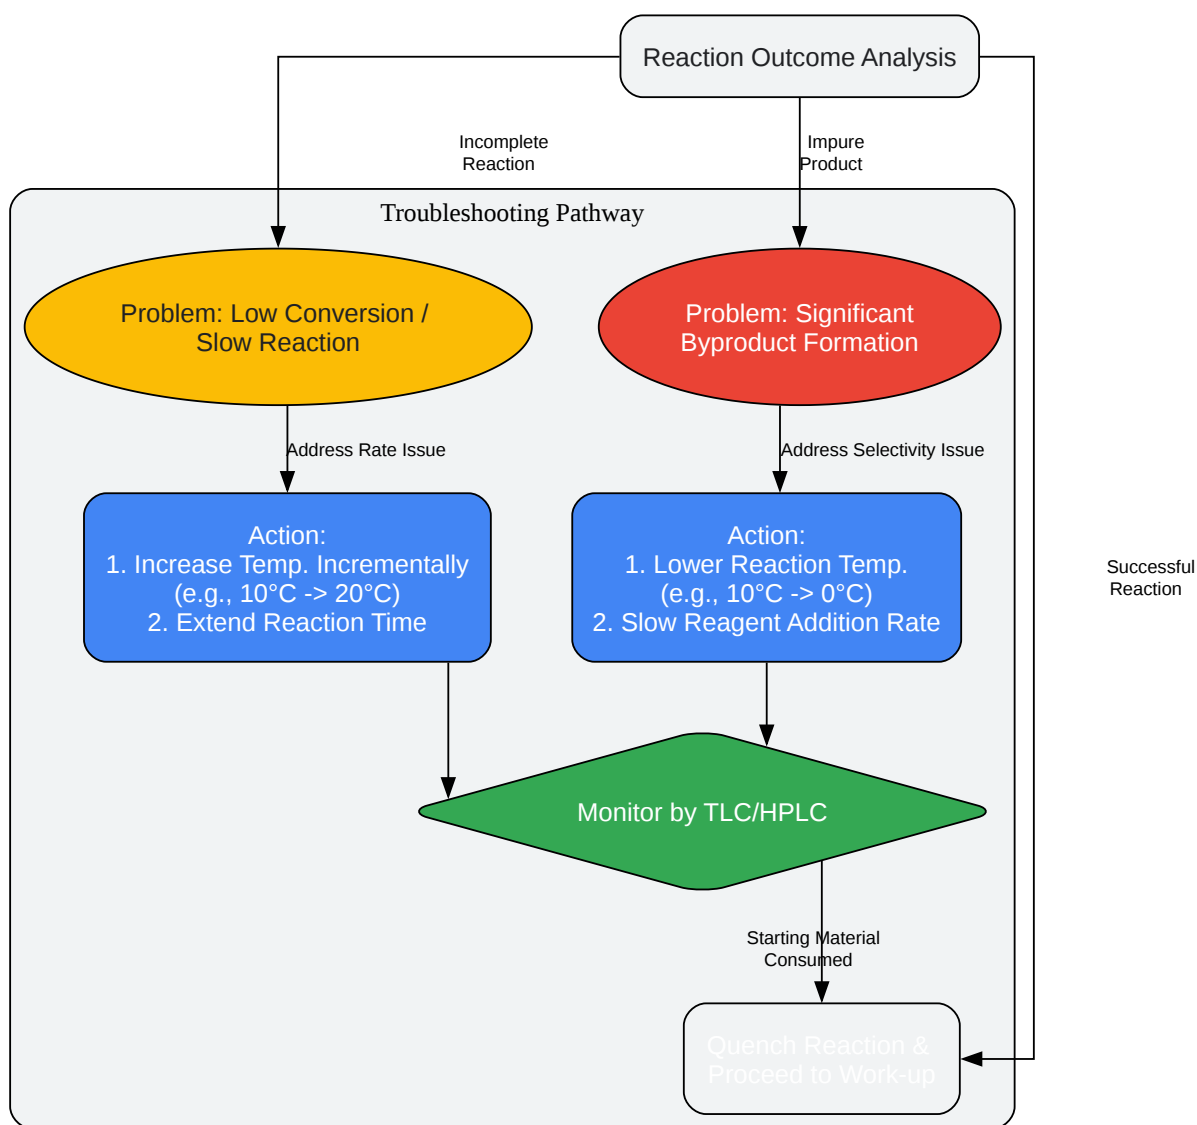 Reaction Outcome Analysis
Incomplete
Reaction
Impure
Product
Troubleshooting Pathway
Problem: Low Conversion /
Slow Reaction
Problem: Significant
Byproduct Formation
Address Rate Issue
Address Selectivity Issue
Action:
1. Increase Temp. Incrementally
(e.g., 10°C -> 20°C)
2. Extend Reaction Time
Action:
1. Lower Reaction Temp.
(e.g., 10°C -> 0°C)
2. Slow Reagent Addition Rate
Successful
Reaction
Monitor by TLC/HPLC
Starting Material
Consumed
Quench Reaction &
Proceed to Work-up